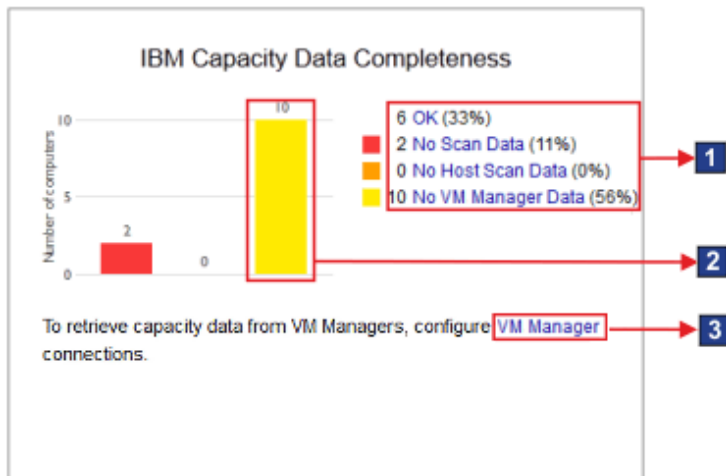 IBM Capacity Data Completeness
Number of computers
10
5
0
2
0
10
6 OK (33%)
2 No Scan Data (11%)
0 No Host Scan Data (0%)
10 No VM Manager Data (56%)
1
2
To retrieve capacity data from VM Managers, configure VM Manager
connections.
3